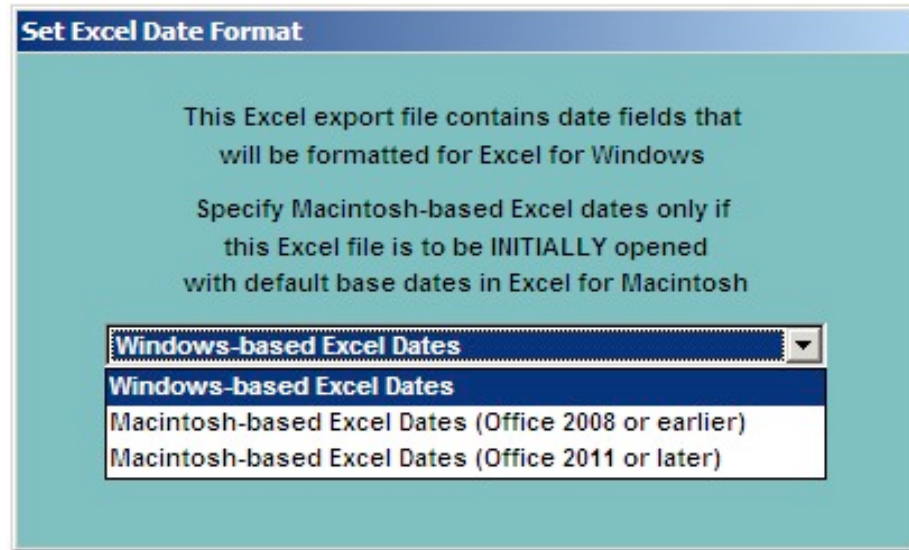 Set Excel Date Format
This Excel export file contains date fields that
will be formatted for Excel for Windows
Specify Macintosh-based Excel dates only if
this Excel file is to be INITIALLY opened
with default base dates in Excel for Macintosh
Windows-based Excel Dates
Windows-based Excel Dates
Macintosh-based Excel Dates (Office 2008 or earlier)
Macintosh-based Excel Dates (Office 2011 or later)